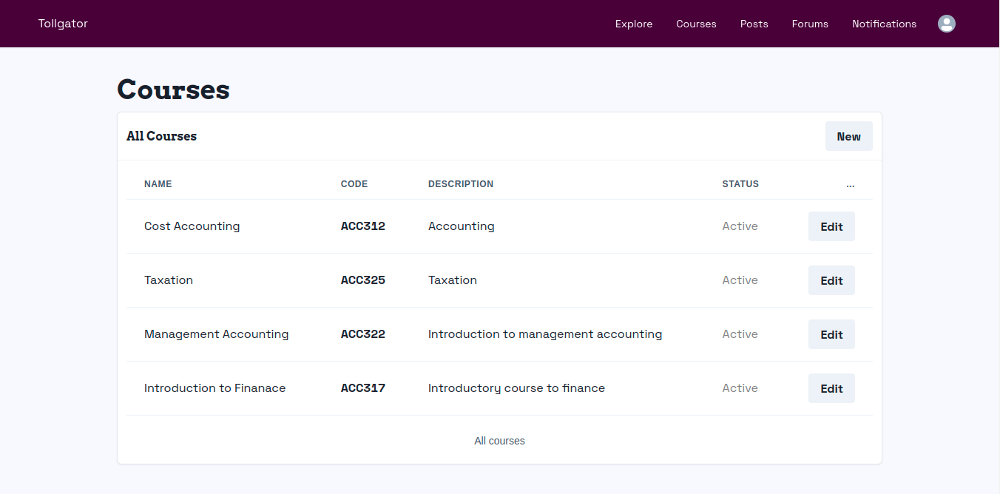 Tollgator Explore Courses Posts Forums Notifications
Courses
All Courses New
NAME CODE DESCRIPTION STATUS ...
Cost Accounting ACC312 Accounting Active Edit
Taxation ACC325 Taxation Active Edit
Management Accounting ACC322 Introduction to management accounting Active Edit
Introduction to Finanace ACC317 Introductory course to finance Active Edit
All courses